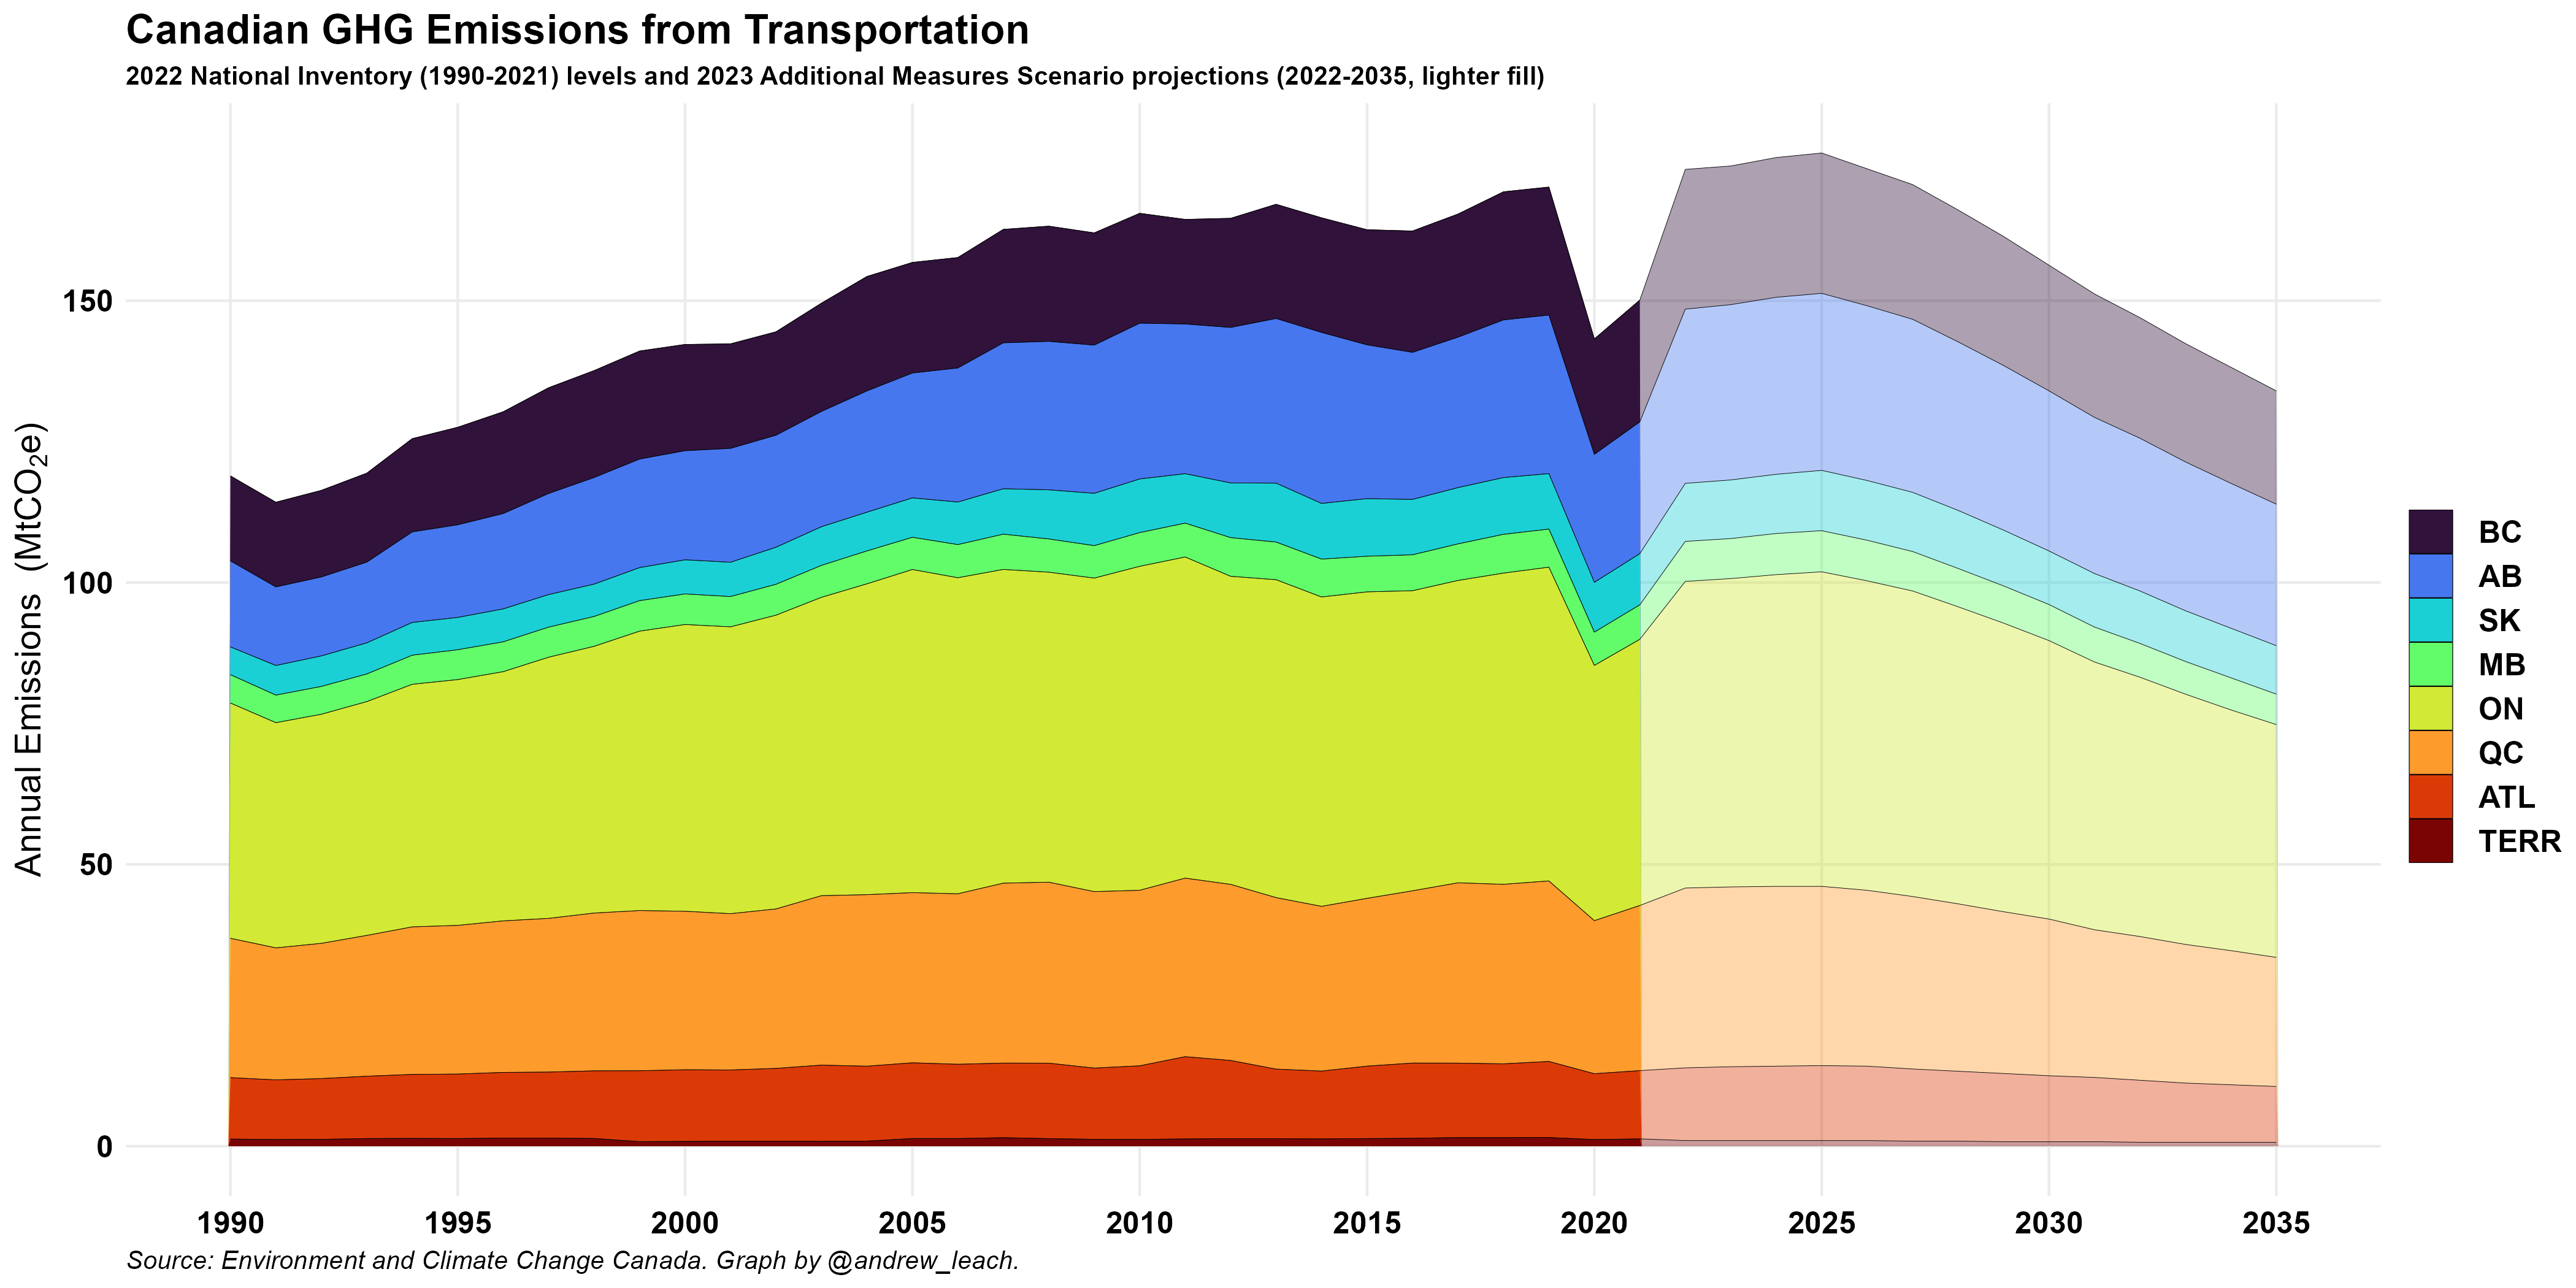 Canadian GHG Emissions from Transportation
2022 National Inventory (1990-2021) levels and 2023 Additional Measures Scenario projections (2022-2035, lighter fill)
Annual Emissions (MtCO₂e)
150
100
50
0
1990 1995 2000 2005 2010 2015 2020 2025 2030 2035
BC
AB
SK
MB
ON
QC
ATL
TERR
Source: Environment and Climate Change Canada. Graph by @andrew_leach.